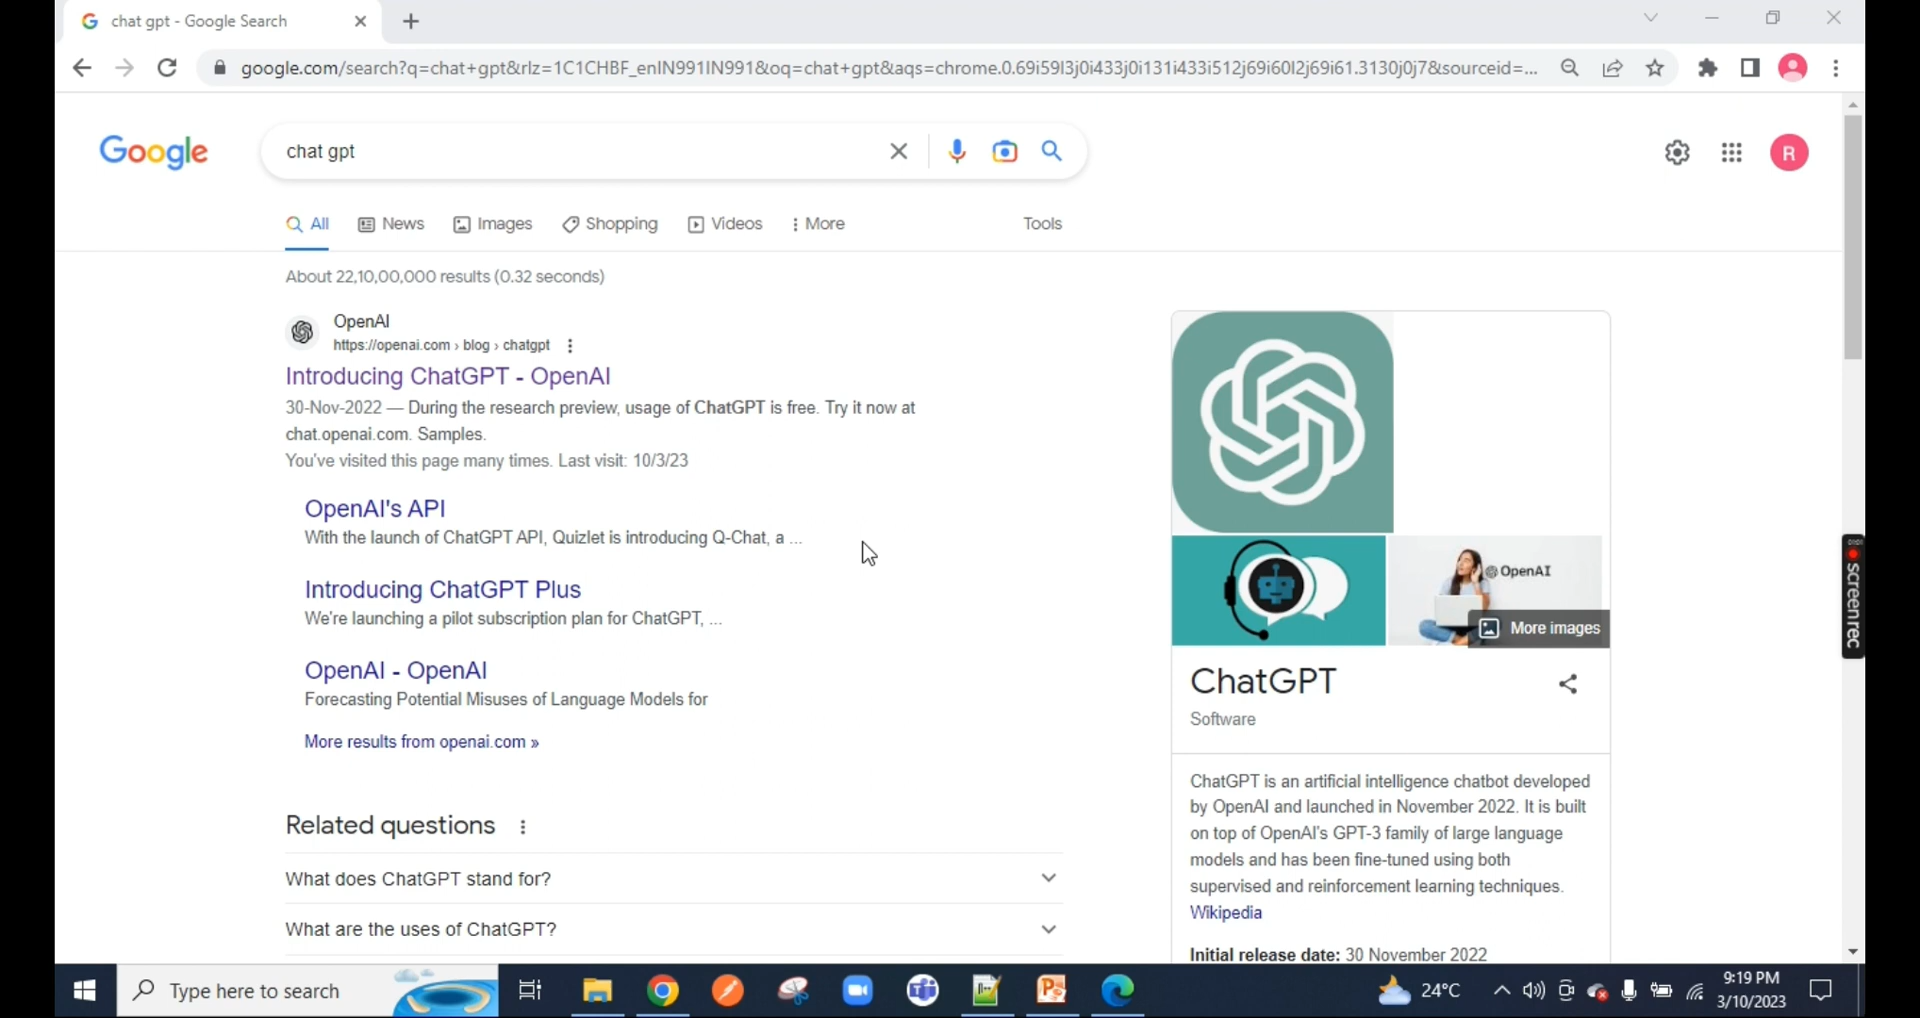 chat gpt - Google Search
google.com/search?q=chat+gpt&rlz=1C1CHBF_enIN991IN991&oq=chat+gpt&aqs=chrome.0.69i59l3j0i433j0i131i433i512j69i60l2j69i61.3130j0j7&sourceid=...
Google
chat gpt
R
All News Images Shopping Videos More Tools
About 22,10,00,000 results (0.32 seconds)
OpenAI
https://openai.com › blog › chatgpt
Introducing ChatGPT - OpenAI
30-Nov-2022 — During the research preview, usage of ChatGPT is free. Try it now at
chat.openai.com. Samples.
You've visited this page many times. Last visit: 10/3/23
OpenAI's API
With the launch of ChatGPT API, Quizlet is introducing Q-Chat, a ...
Introducing ChatGPT Plus
We're launching a pilot subscription plan for ChatGPT, ...
OpenAI - OpenAI
Forecasting Potential Misuses of Language Models for
More results from openai.com »
Related questions
What does ChatGPT stand for?
What are the uses of ChatGPT?
OpenAI
More images
ChatGPT
Software
ChatGPT is an artificial intelligence chatbot developed
by OpenAI and launched in November 2022. It is built
on top of OpenAI's GPT-3 family of large language
models and has been fine-tuned using both
supervised and reinforcement learning techniques.
Wikipedia
Initial release date: 30 November 2022
screenrec
Type here to search
24°C
9:19 PM
3/10/2023